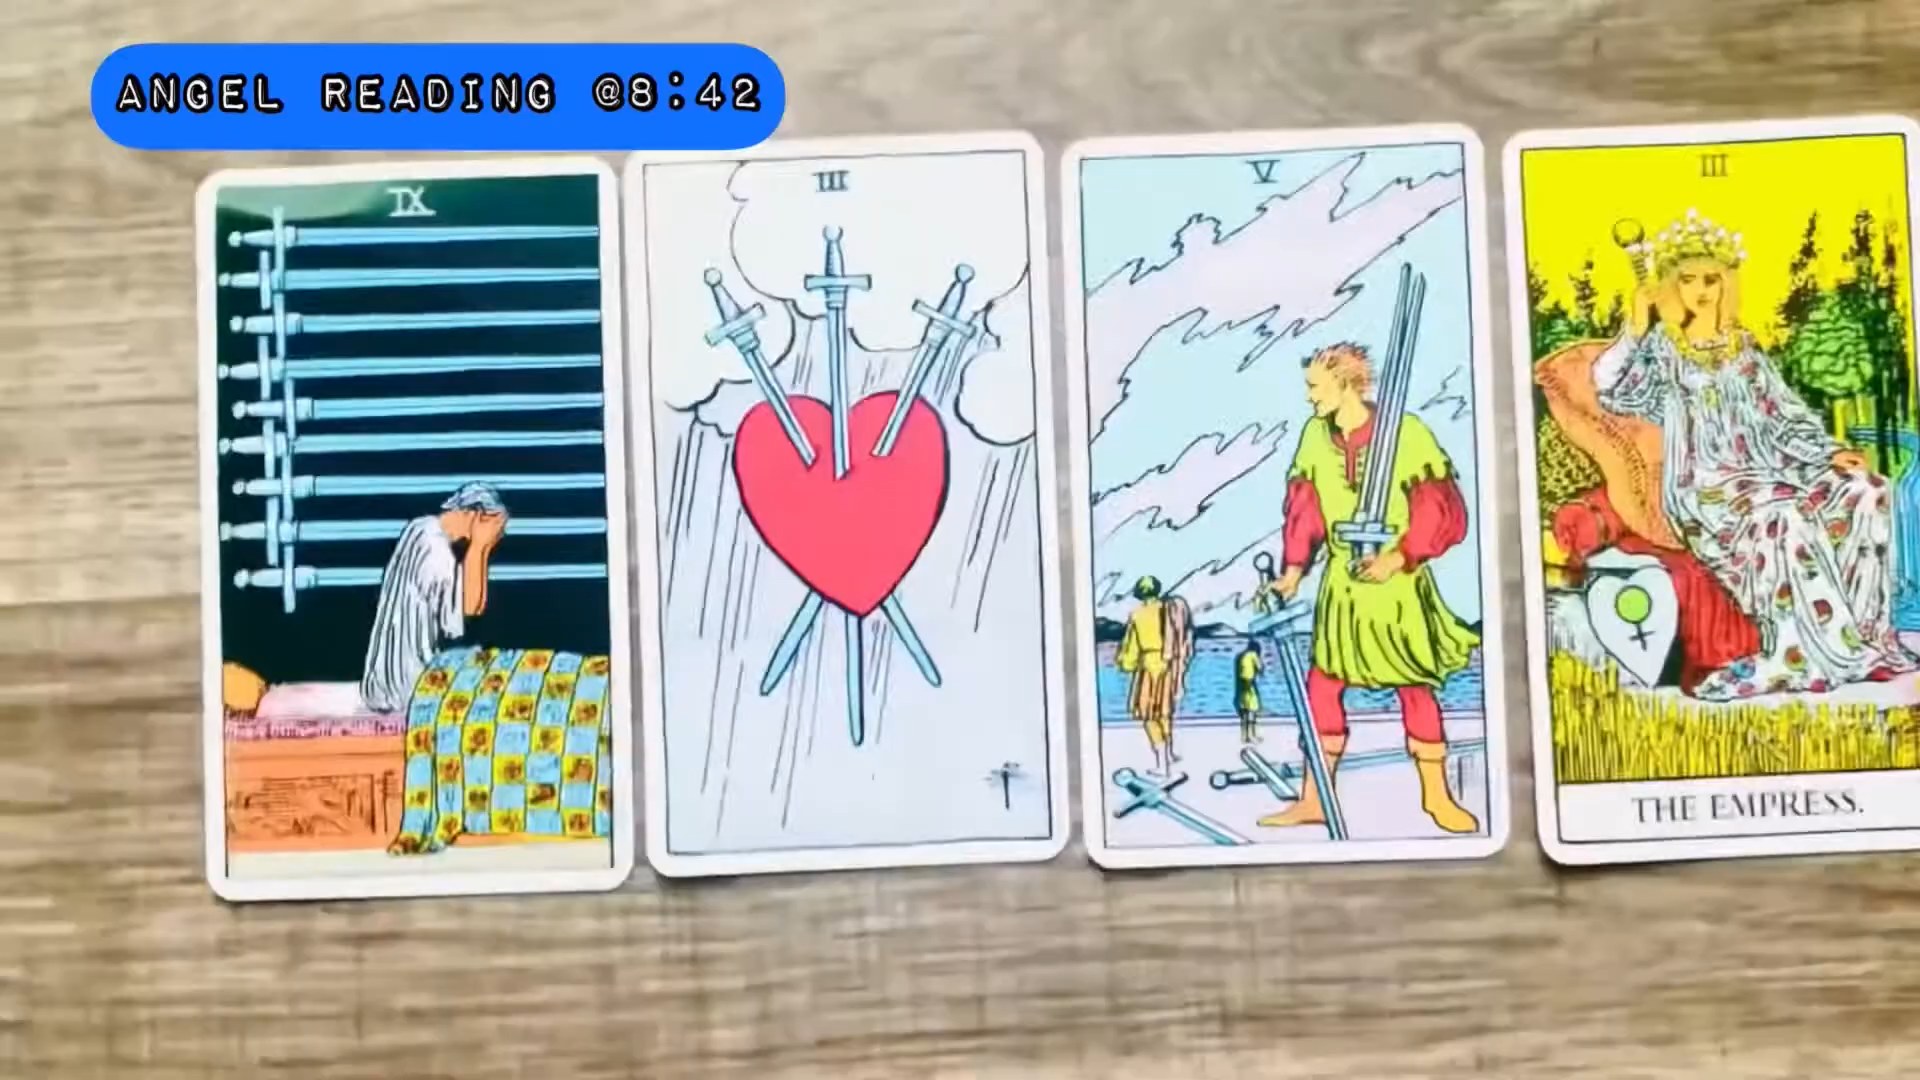 ANGEL READING @8:42
IX
III
V
III
THE EMPRESS.